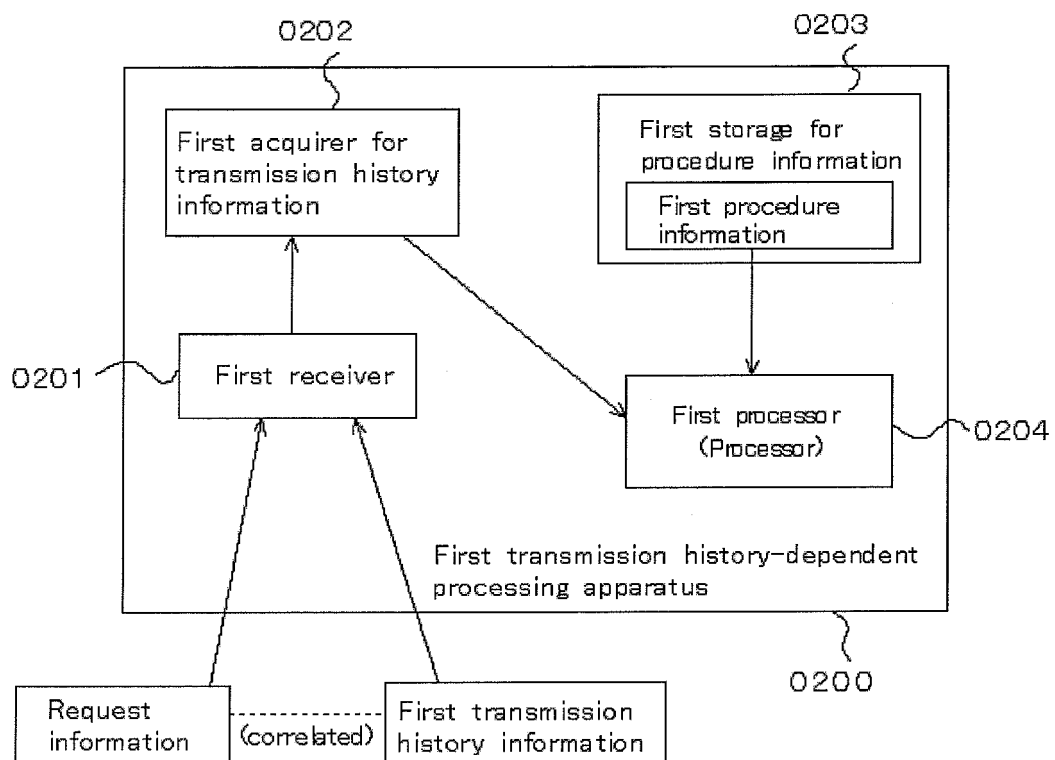 0202
0203
First acquirer for
transmission history
information
First storage for
procedure information
First procedure
information
0201
First receiver
First processor
(Processor)
0204
First transmission history-dependent
processing apparatus
0200
Request
information
(correlated)
First transmission
history information